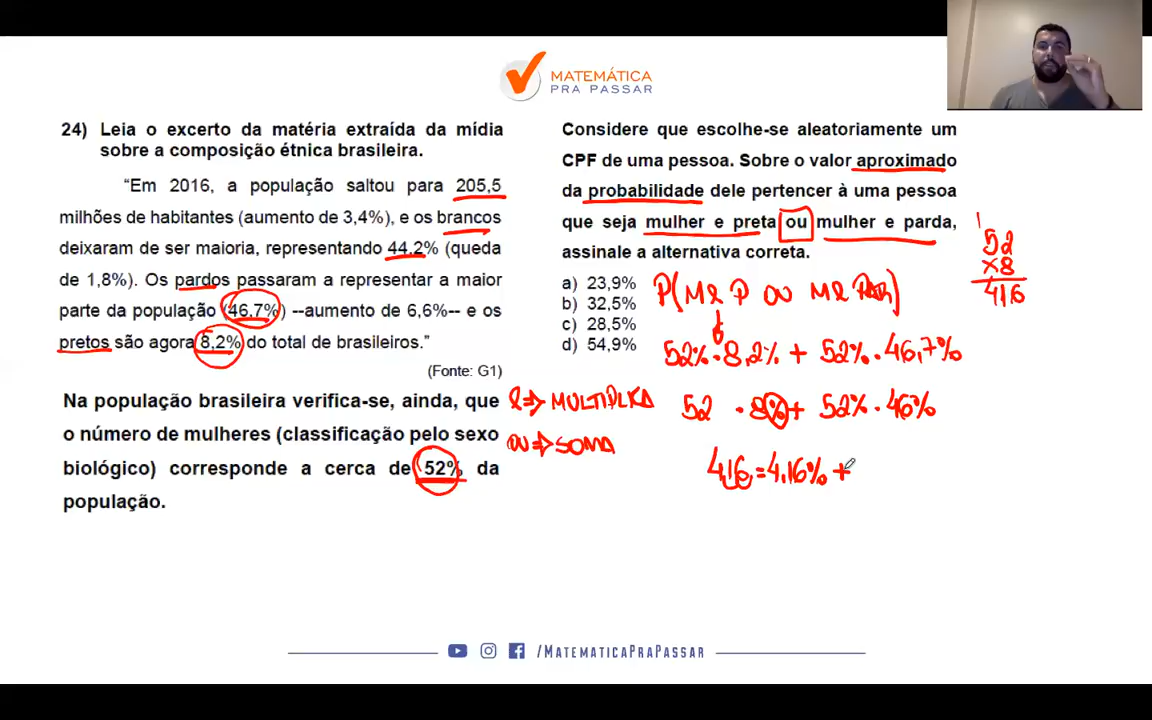 MATEMÁTICA
PRA PASSAR
24) Leia o excerto da matéria extraída da mídia
sobre a composição étnica brasileira.
“Em 2016, a população saltou para 205,5
milhões de habitantes (aumento de 3,4%), e os brancos
deixaram de ser maioria, representando 44,2% (queda
de 1,8%). Os pardos passaram a representar a maior
parte da população (46,7%) --aumento de 6,6%-- e os
pretos são agora 8,2% do total de brasileiros.”
(Fonte: G1)
Na população brasileira verifica-se, ainda, que
o número de mulheres (classificação pelo sexo
biológico) corresponde a cerca de 52% da
população.
Considere que escolhe-se aleatoriamente um
CPF de uma pessoa. Sobre o valor aproximado
da probabilidade dele pertencer à uma pessoa
que seja mulher e preta ou mulher e parda,
assinale a alternativa correta.
a) 23,9%
b) 32,5%
c) 28,5%
d) 54,9%
P(M & P OU M & PAR)
52% · 8,2% + 52% · 46,7%
& => MULTIPLICA
52 · 8% + 52% · 46%
OU => SOMA
4,16, = 4,16% +
1
52
×8
416
/MATEMATICAPRAPASSAR